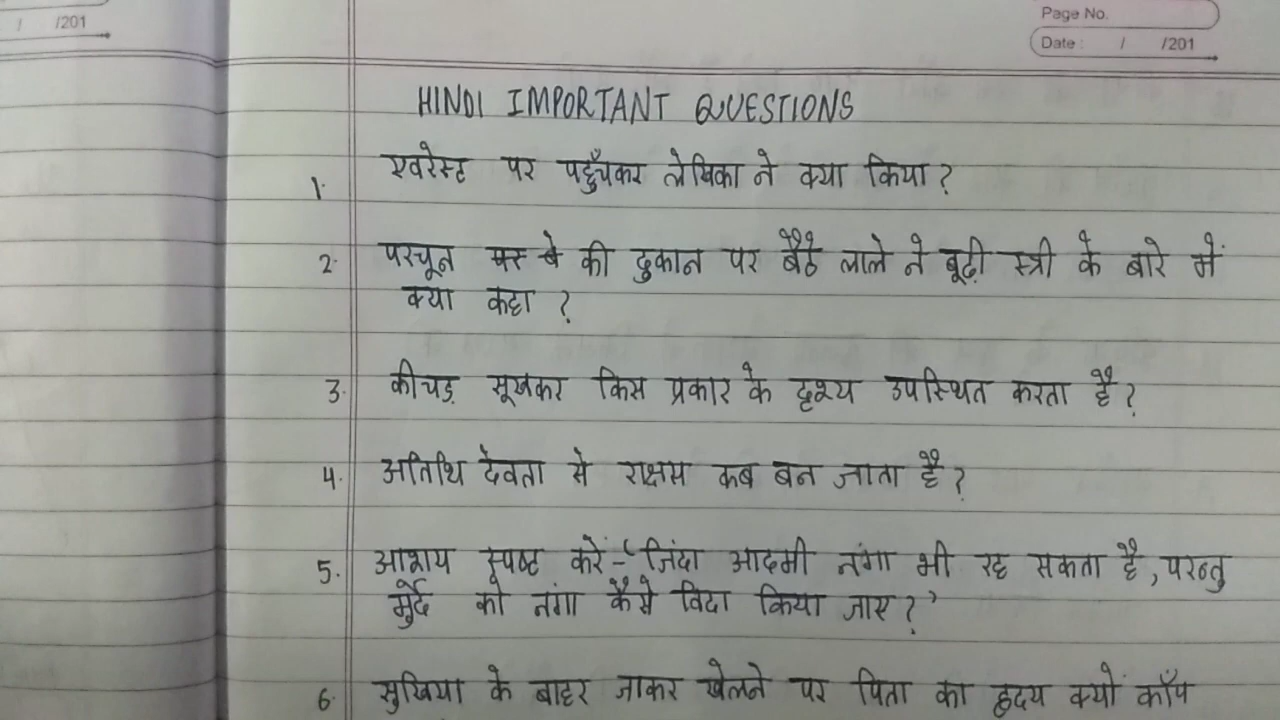 / /201
Page No.
Date : / /201
HINDI IMPORTANT QUESTIONS
1. एवरेस्ट पर पहुँचकर लेखिका ने क्या किया ?
2. परचून की दुकान पर बैठे लाले ने बूढ़ी स्त्री के बारे में
क्या कहा ?
3. कीचड़ सूखकर किस प्रकार के दृश्य उपस्थित करता है ?
4. अतिथि देवता से राक्षस कब बन जाता है ?
5. आशय स्पष्ट करें - 'जिंदा आदमी नंगा भी रह सकता है, परन्तु
मुर्दे को नंगा कैसे विदा किया जाए ?'
6. सुखिया के बाहर जाकर खेलने पर पिता का हृदय क्यों काँप